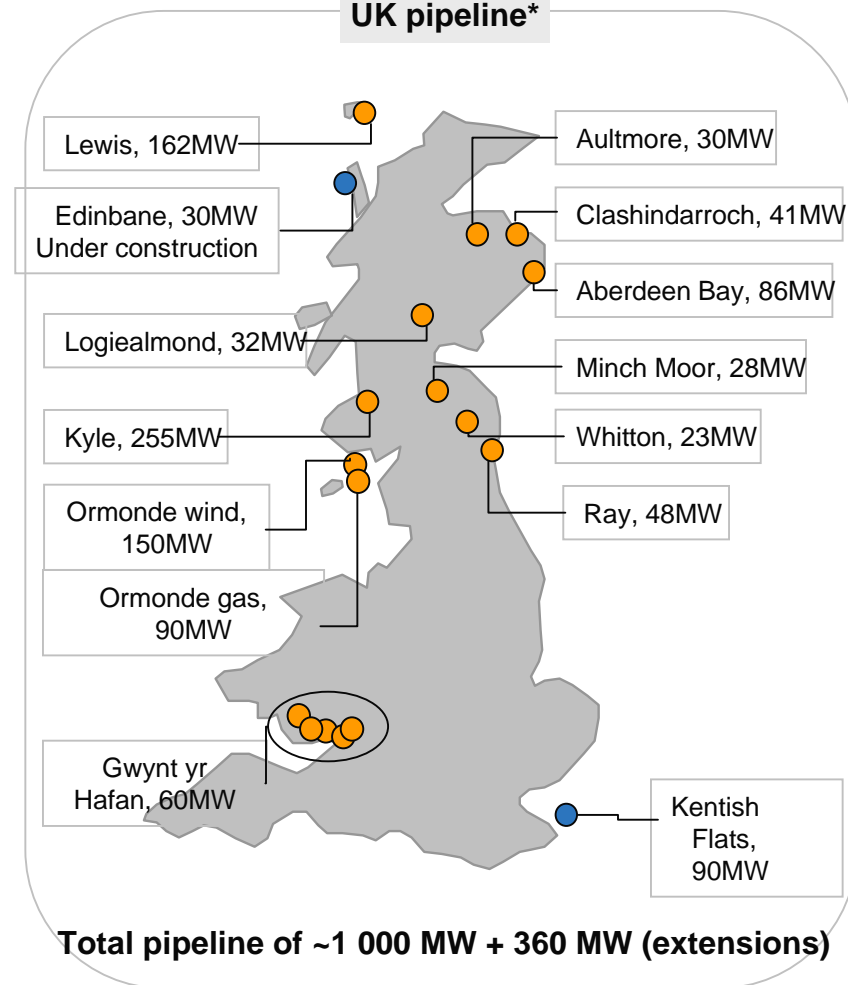 UK pipeline*
Lewis, 162MW
Edinbane, 30MW
Under construction
Logiealmond, 32MW
Kyle, 255MW
Ormonde wind,
150MW
Ormonde gas,
90MW
Gwynt yr
Hafan, 60MW
Aultmore, 30MW
Clashindarroch, 41MW
Aberdeen Bay, 86MW
Minch Moor, 28MW
Whitton, 23MW
Ray, 48MW
Kentish
Flats,
90MW
Total pipeline of ~1 000 MW + 360 MW (extensions)